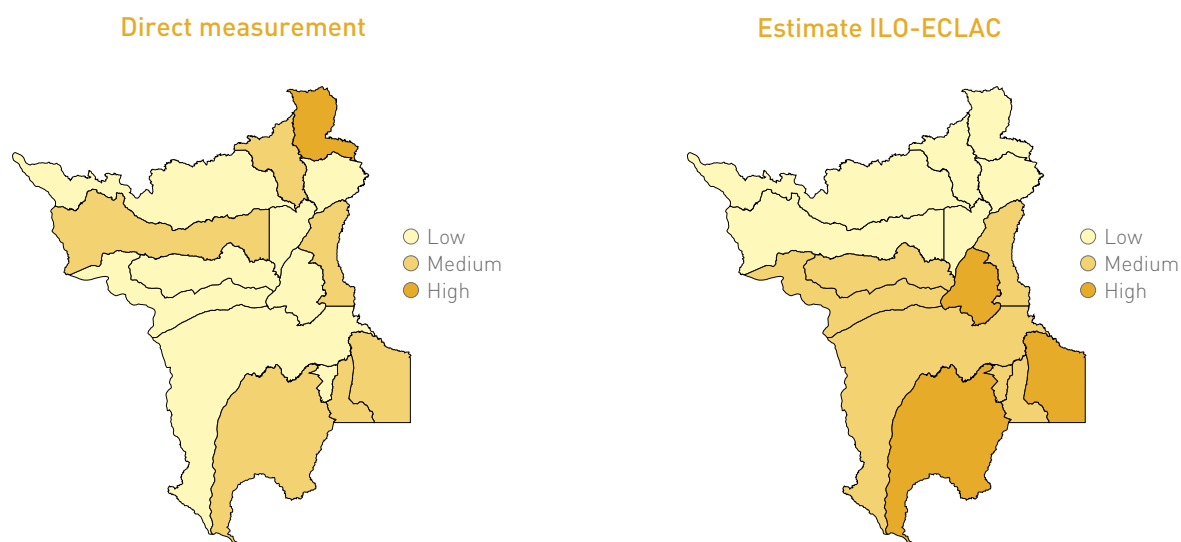 Direct measurement
Estimate ILO-ECLAC
Low
Medium
High
Low
Medium
High